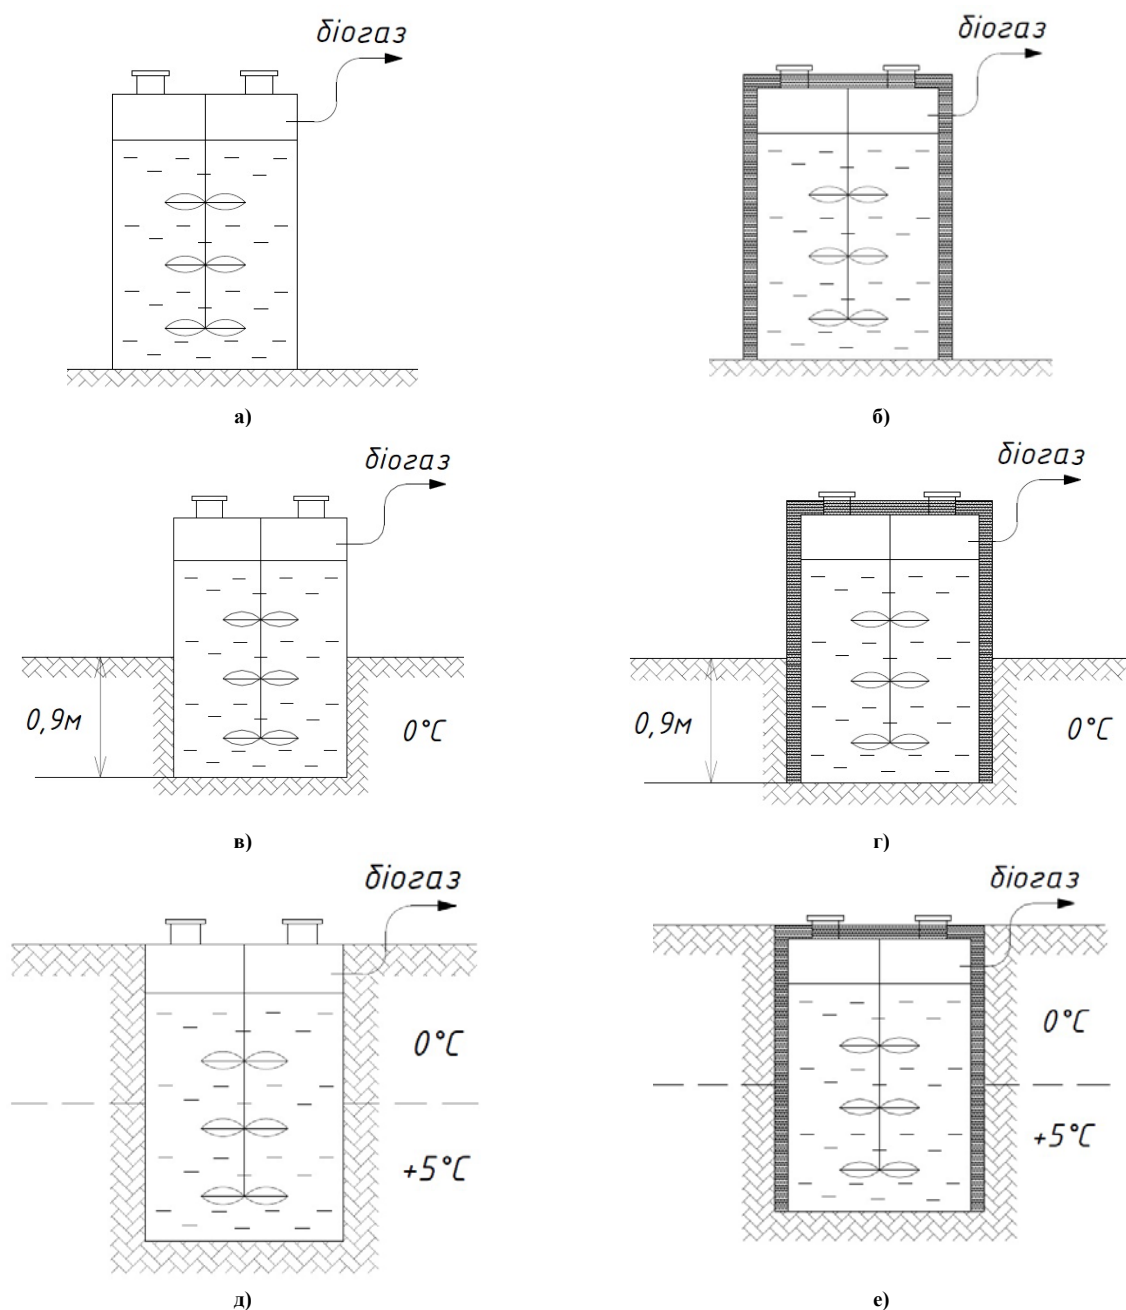 біогаз
біогаз
а)
б)
біогаз
біогаз
0,9м
0°С
0,9м
0°С
в)
г)
біогаз
біогаз
0°С
0°С
+5°С
+5°С
д)
е)